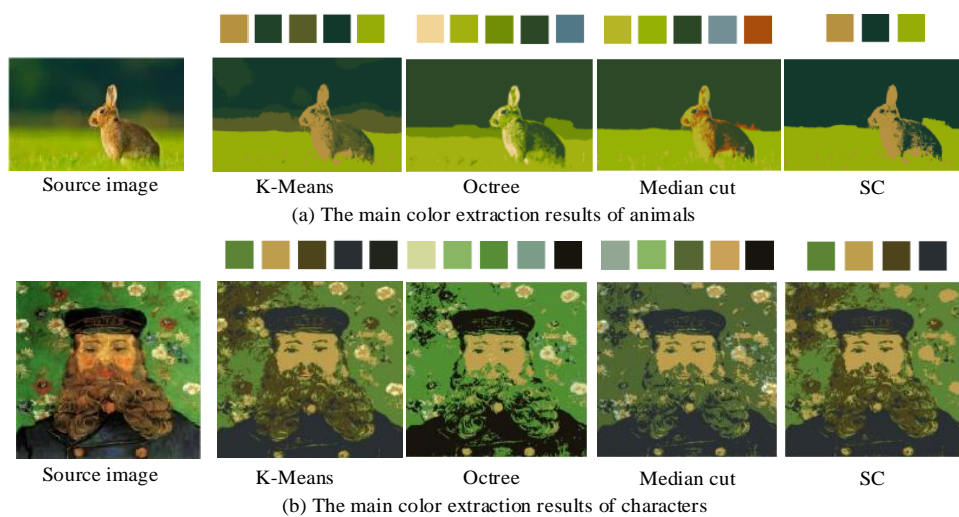 Source image
K-Means
Octree
Median cut
SC
(a) The main color extraction results of animals
Source image
K-Means
Octree
Median cut
SC
(b) The main color extraction results of characters